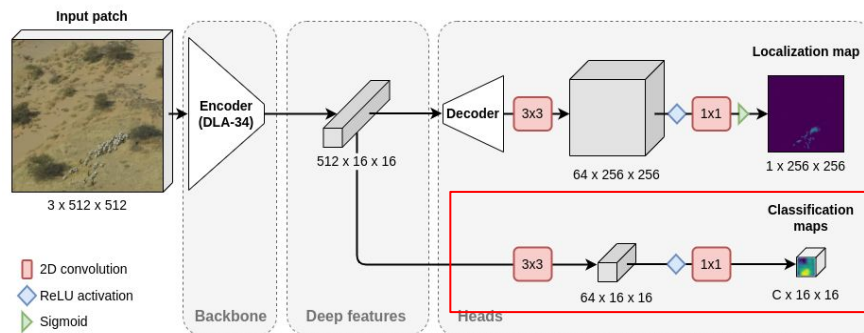 Input patch
3 x 512 x 512
Encoder
(DLA-34)
512 x 16 x 16
Decoder
3x3
64 x 256 x 256
1x1
Localization map
1 x 256 x 256
3x3
64 x 16 x 16
1x1
Classification
maps
C x 16 x 16
2D convolution
ReLU activation
Sigmoid
Backbone
Deep features
Heads